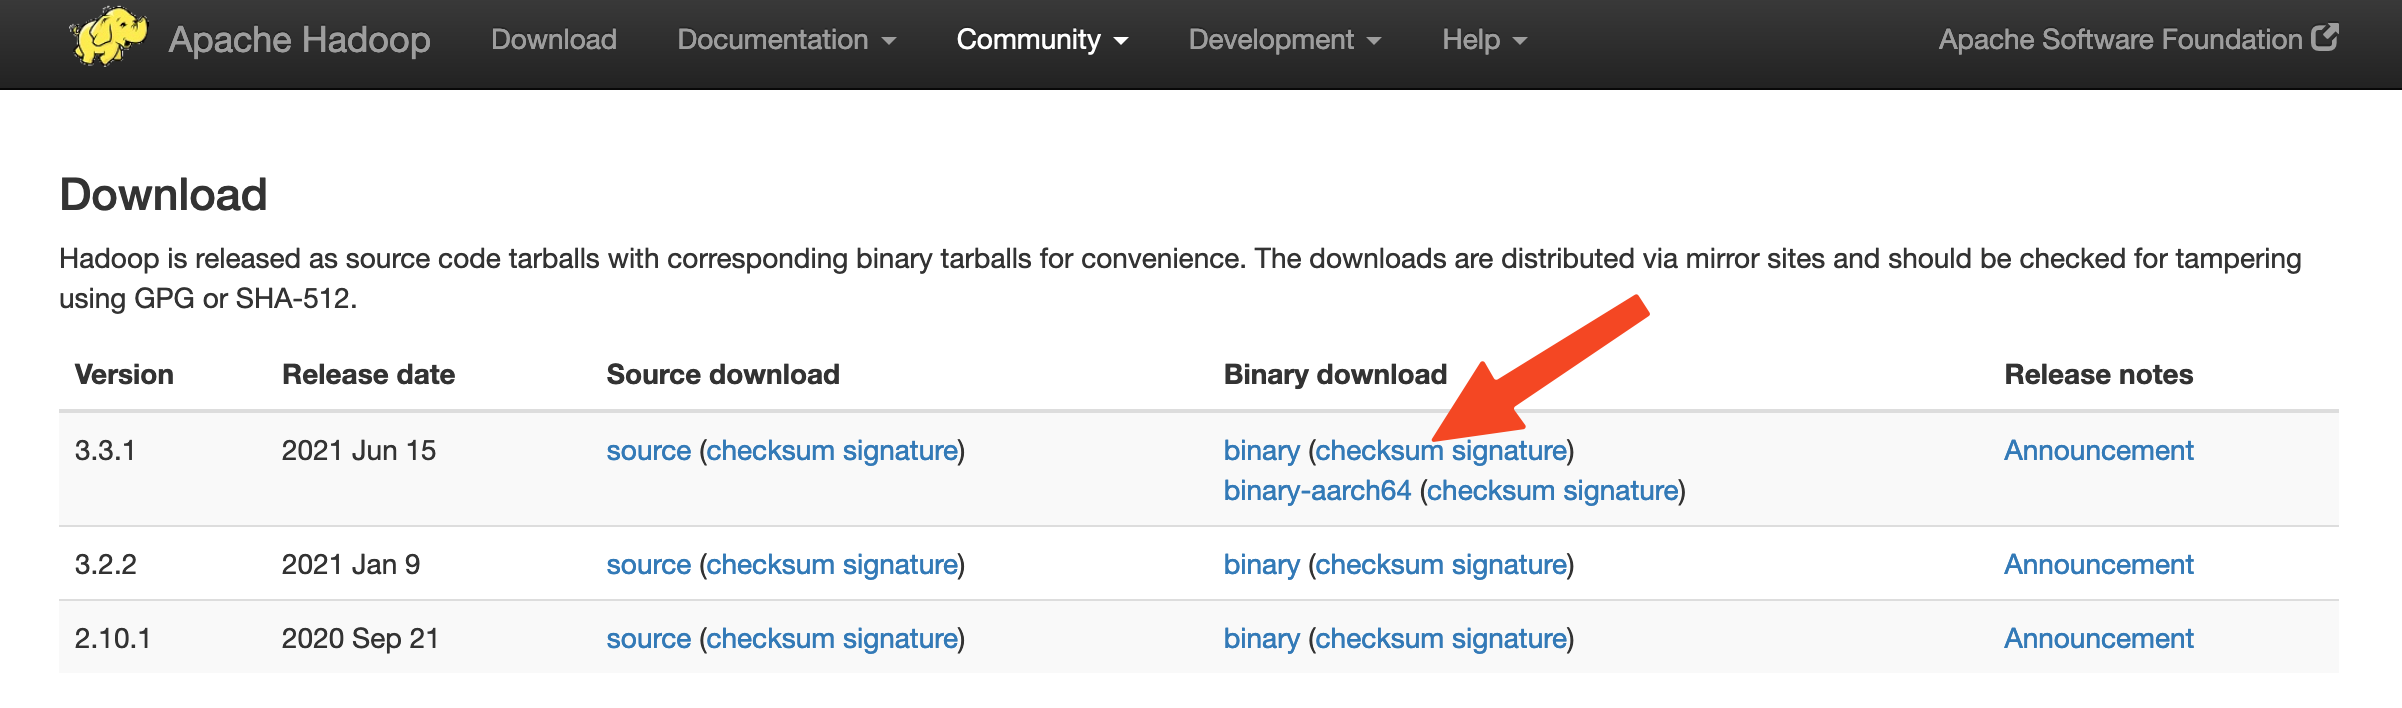 Apache Hadoop Download Documentation Community Development Help Apache Software Foundation
Download
Hadoop is released as source code tarballs with corresponding binary tarballs for convenience. The downloads are distributed via mirror sites and should be checked for tampering
using GPG or SHA-512.
Version Release date Source download Binary download Release notes
3.3.1 2021 Jun 15 source (checksum signature) binary (checksum signature) Announcement
binary-aarch64 (checksum signature)
3.2.2 2021 Jan 9 source (checksum signature) binary (checksum signature) Announcement
2.10.1 2020 Sep 21 source (checksum signature) binary (checksum signature) Announcement